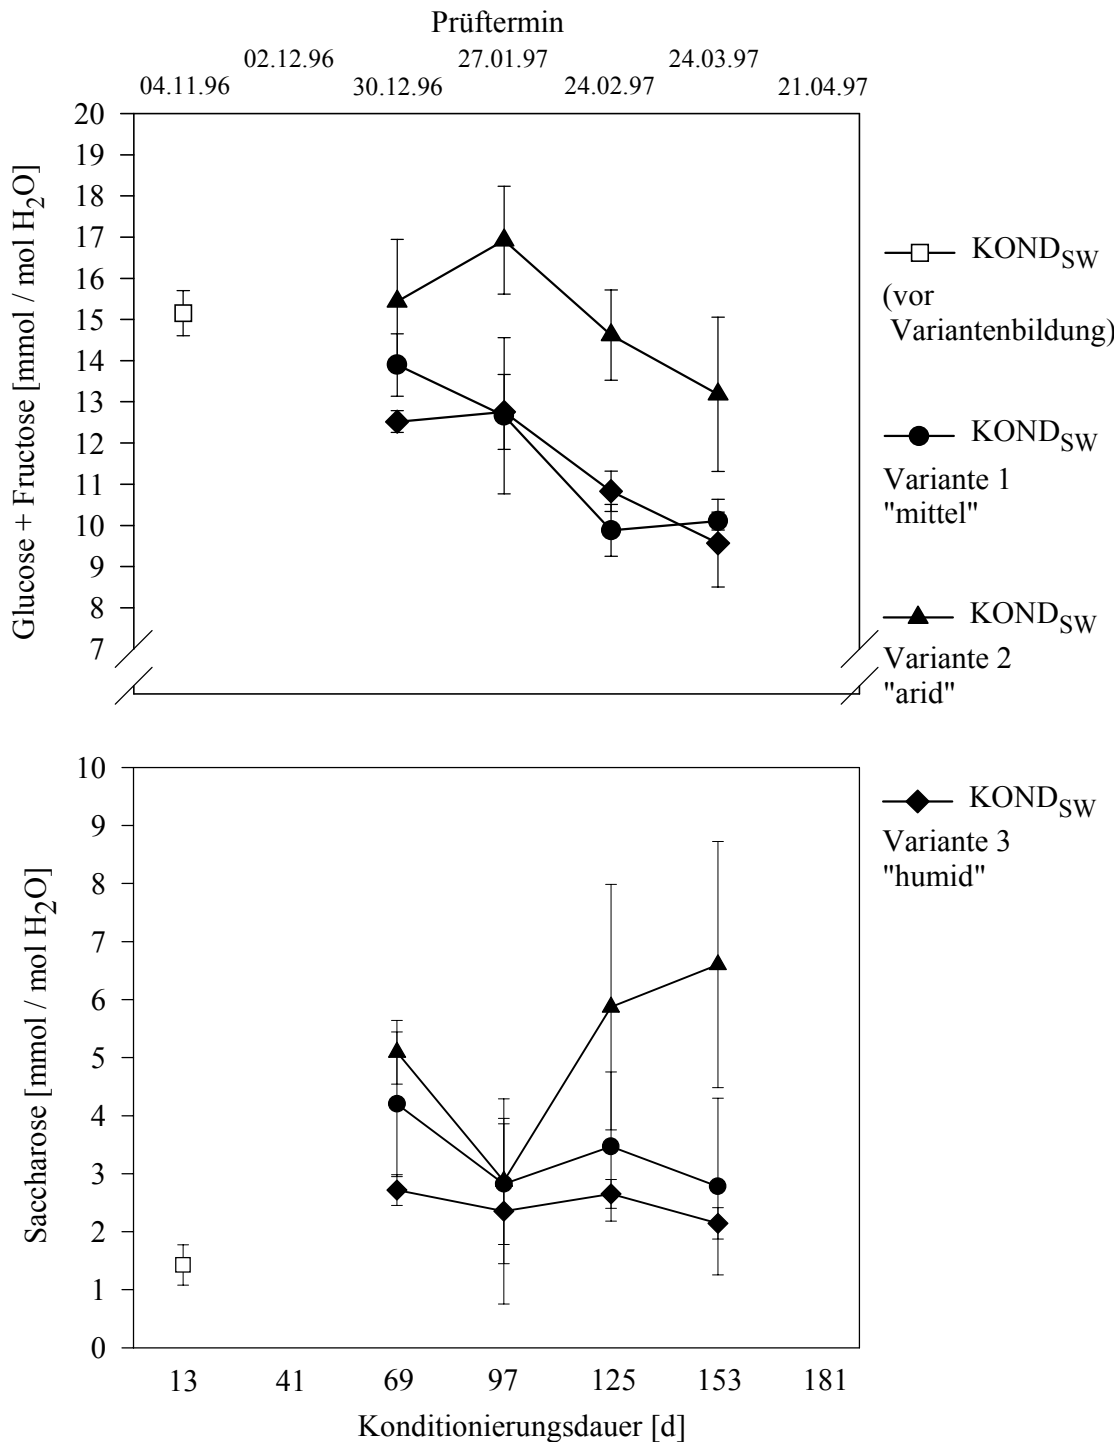 Prüftermin
02.12.96 27.01.97 24.03.97
04.11.96 30.12.96 24.02.97 21.04.97
Glucose + Fructose [mmol / mol H2O]
20
19
18
17
16
15
14
13
12
11
10
9
8
7
KONDSW
(vor
Variantenbildung)
KONDSW
Variante 1
"mittel"
KONDSW
Variante 2
"arid"
KONDSW
Variante 3
"humid"
Saccharose [mmol / mol H2O]
10
9
8
7
6
5
4
3
2
1
0
13 41 69 97 125 153 181
Konditionierungsdauer [d]